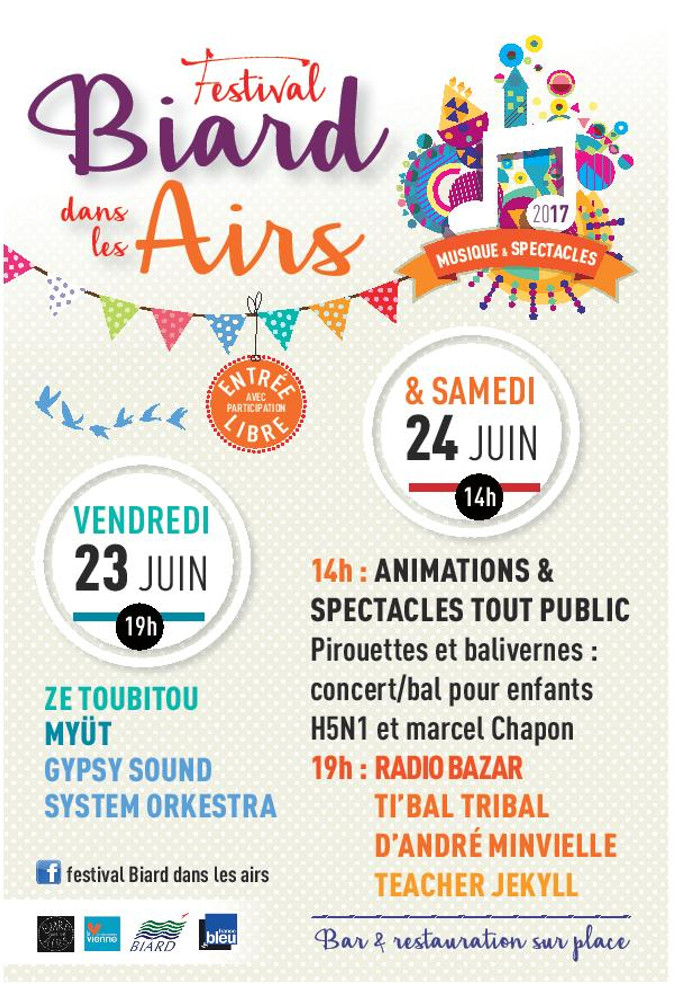 Festival
Biard
dans
les
Airs
2017
MUSIQUE & SPECTACLES
ENTRÉE
AVEC
PARTICIPATION
LIBRE
& SAMEDI
24 JUIN
14h
VENDREDI
23 JUIN
19h
ZE TOUBITOU
MYÜT
GYPSY SOUND
SYSTEM ORKESTRA
14h : ANIMATIONS &
SPECTACLES TOUT PUBLIC
Pirouettes et balivernes :
concert/bal pour enfants
H5N1 et marcel Chapon
19h : RADIO BAZAR
TI'BAL TRIBAL
D'ANDRÉ MINVIELLE
TEACHER JEKYLL
f festival Biard dans les airs
vienne
BIARD
france
bleu
Bar & restauration sur place